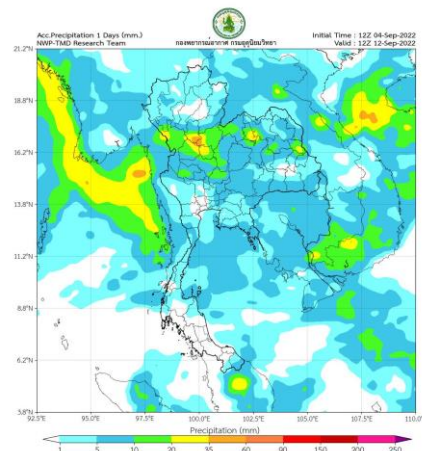 Acc.Precipitation 1 Days (mm.)
Initial Time : 12Z 04-Sep-2022
NWP-TMD Research Team
กองพยากรณ์อากาศ กรมอุตุนิยมวิทยา
Valid : 12Z 12-Sep-2022
21.2°N
18.8°N
16.2°N
13.8°N
11.2°N
8.8°N
6.2°N
3.8°N
92.5°E 95.0°E 97.5°E 100.0°E 102.5°E 105.0°E 107.5°E 110.0°E
Precipitation (mm)
1 5 10 20 35 40 60 90 150 200 250